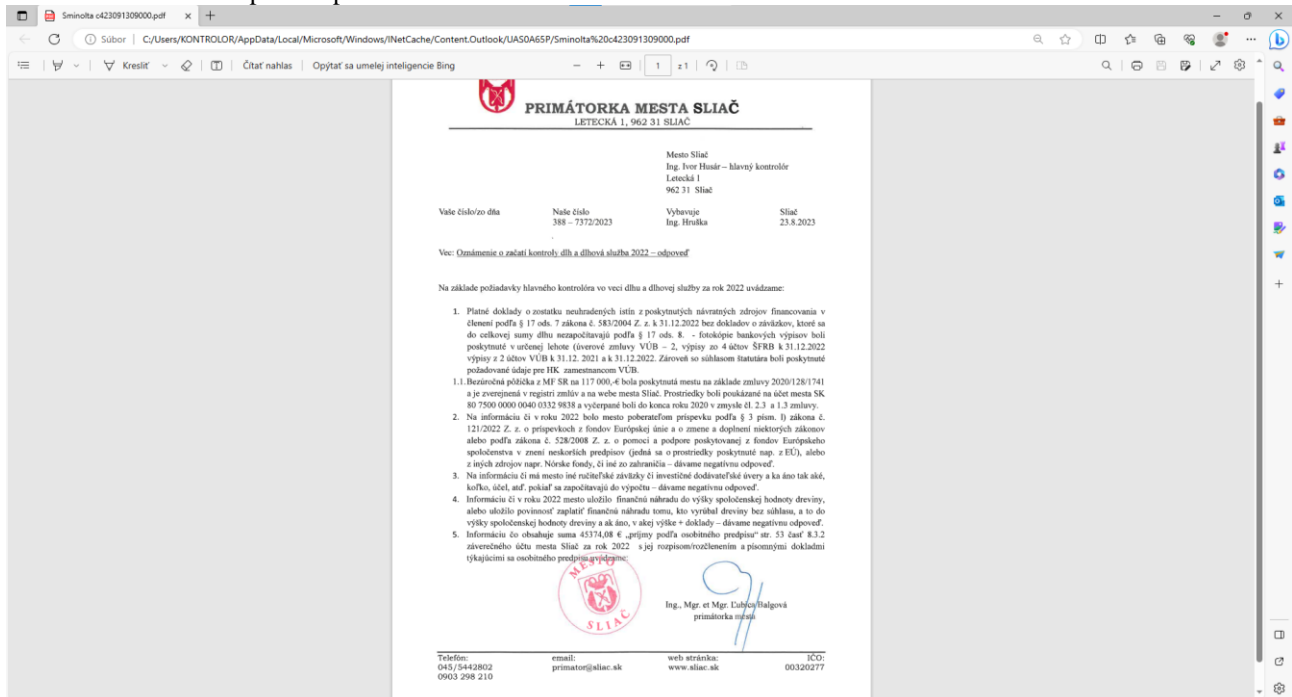 Sminolta c423091309000.pdf
Súbor | C:/Users/KONTROLOR/AppData/Local/Microsoft/Windows/INetCache/Content.Outlook/UAS0A65P/Sminolta%20c423091309000.pdf
Kresliť | Čítať nahlas | Opýtať sa umelej inteligencie Bing 1 z 1
PRIMÁTORKA MESTA SLIAČ
LETECKÁ 1, 962 31 SLIAČ
Mesto Sliač
Ing. Ivor Husár – hlavný kontrolór
Letecká 1
962 31 Sliač
Vaše číslo/zo dňa Naše číslo Vybavuje Sliač
388 – 7372/2023 Ing. Hruška 23.8.2023
Vec: Oznámenie o začatí kontroly dlh a dlhová služba 2022 – odpoveď
Na základe požiadavky hlavného kontrolóra vo veci dlhu a dlhovej služby za rok 2022 uvádzame:
1. Platné doklady o zostatku neuhradených istín z poskytnutých návratných zdrojov financovania v
členení podľa § 17 ods. 7 zákona č. 583/2004 Z. z. k 31.12.2022 bez dokladov o záväzkov, ktoré sa
do celkovej sumy dlhu nezapočítavajú podľa § 17 ods. 8. - fotokópie bankových výpisov boli
poskytnuté v určenej lehote (úverové zmluvy VÚB – 2, výpisy zo 4 účtov ŠFRB k 31.12.2022
výpisy z 2 účtov VÚB k 31.12. 2021 a k 31.12.2022. Zároveň so súhlasom štatutára boli poskytnuté
požadované údaje pre HK zamestnancom VÚB.
1.1.Bezúročná pôžička z MF SR na 117 000,-€ bola poskytnutá mestu na základe zmluvy 2020/128/1741
a je zverejnená v registri zmlúv a na webe mesta Sliač. Prostriedky boli poukázané na účet mesta SK
80 7500 0000 0040 0332 9838 a vyčerpané boli do konca roku 2020 v zmysle čl. 2.3 a 1.3 zmluvy.
2. Na informáciu či v roku 2022 bolo mesto poberateľom príspevku podľa § 3 písm. l) zákona č.
121/2022 Z. z. o príspevkoch z fondov Európskej únie a o zmene a doplnení niektorých zákonov
alebo podľa zákona č. 528/2008 Z. z. o pomoci a podpore poskytovanej z fondov Európskeho
spoločenstva v znení neskorších predpisov (jedná sa o prostriedky poskytnuté nap. z EÚ), alebo
z iných zdrojov napr. Nórske fondy, či iné zo zahraničia – dávame negatívnu odpoveď.
3. Na informáciu či má mesto iné ručiteľské záväzky či investičné dodávateľské úvery a ka áno tak aké,
koľko, účel, atď. pokiaľ sa započítavajú do výpočtu – dávame negatívnu odpoveď.
4. Informáciu či v roku 2022 mesto uložilo finančnú náhradu do výšky spoločenskej hodnoty dreviny,
alebo uložilo povinnosť zaplatiť finančnú náhradu tomu, kto vyrúbal dreviny bez súhlasu, a to do
výšky spoločenskej hodnoty dreviny a ak áno, v akej výške + doklady – dávame negatívnu odpoveď.
5. Informáciu čo obsahuje suma 45374,08 € „príjmy podľa osobitného predpisu“ str. 53 časť 8.3.2
záverečného účtu mesta Sliač za rok 2022 s jej rozpisom/rozčlenením a písomnými dokladmi
týkajúcimi sa osobitného predpisu uvádzame:
MESTO
SLIAČ
Ing., Mgr. et Mgr. Ľubica Balgová
primátorka mesta
Telefón: email: web stránka: IČO:
045/5442802 primator@sliac.sk www.sliac.sk 00320277
0903 298 210